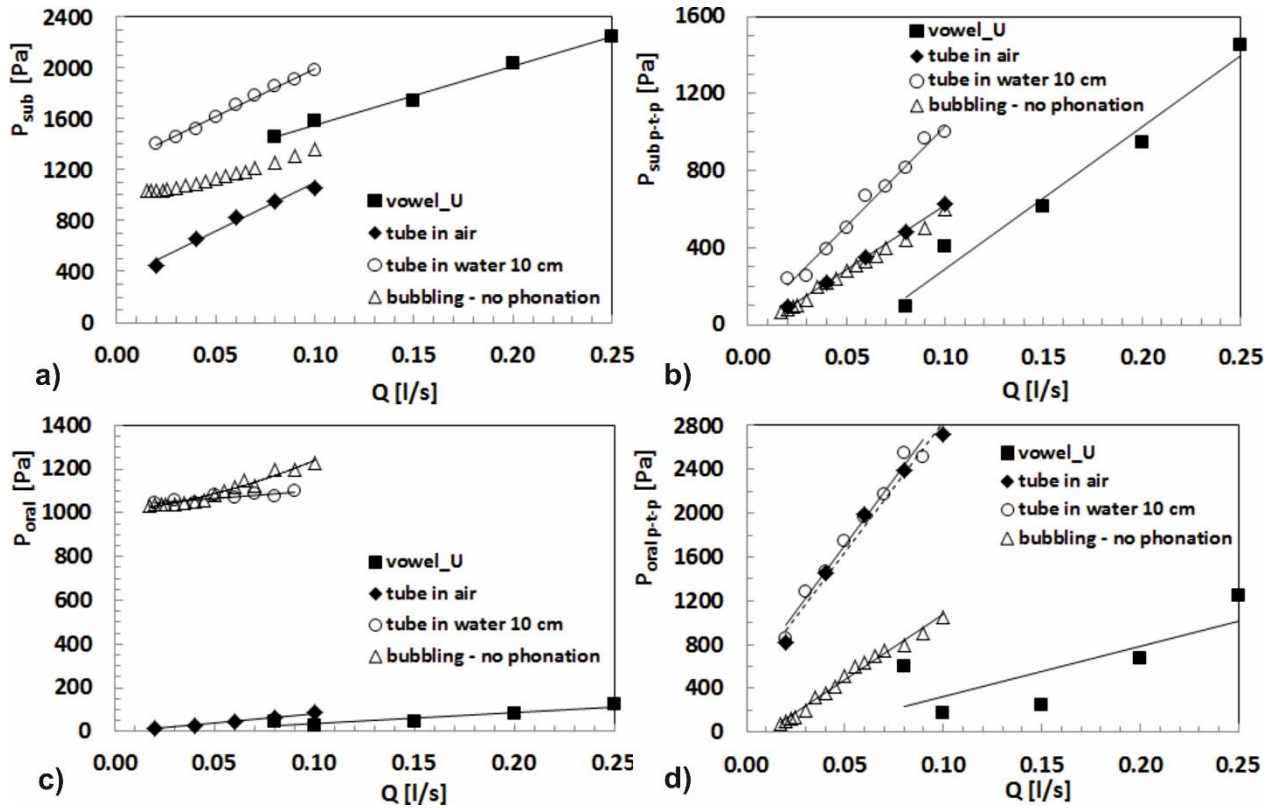 2400
2000
1600
1200
800
400
0
P_sub [Pa]
vowel_U
tube in air
tube in water 10 cm
bubbling - no phonation
0.00 0.05 0.10 0.15 0.20 0.25
Q [l/s]
a)
1600
1200
800
400
0
P_sub p-t-p [Pa]
vowel_U
tube in air
tube in water 10 cm
bubbling - no phonation
0.00 0.05 0.10 0.15 0.20 0.25
Q [l/s]
b)
1400
1200
1000
800
600
400
200
0
P_oral [Pa]
vowel_U
tube in air
tube in water 10 cm
bubbling - no phonation
0.00 0.05 0.10 0.15 0.20 0.25
Q [l/s]
c)
2800
2400
2000
1600
1200
800
400
0
P_oral p-t-p [Pa]
vowel_U
tube in air
tube in water 10 cm
bubbling - no phonation
0.00 0.05 0.10 0.15 0.20 0.25
Q [l/s]
d)